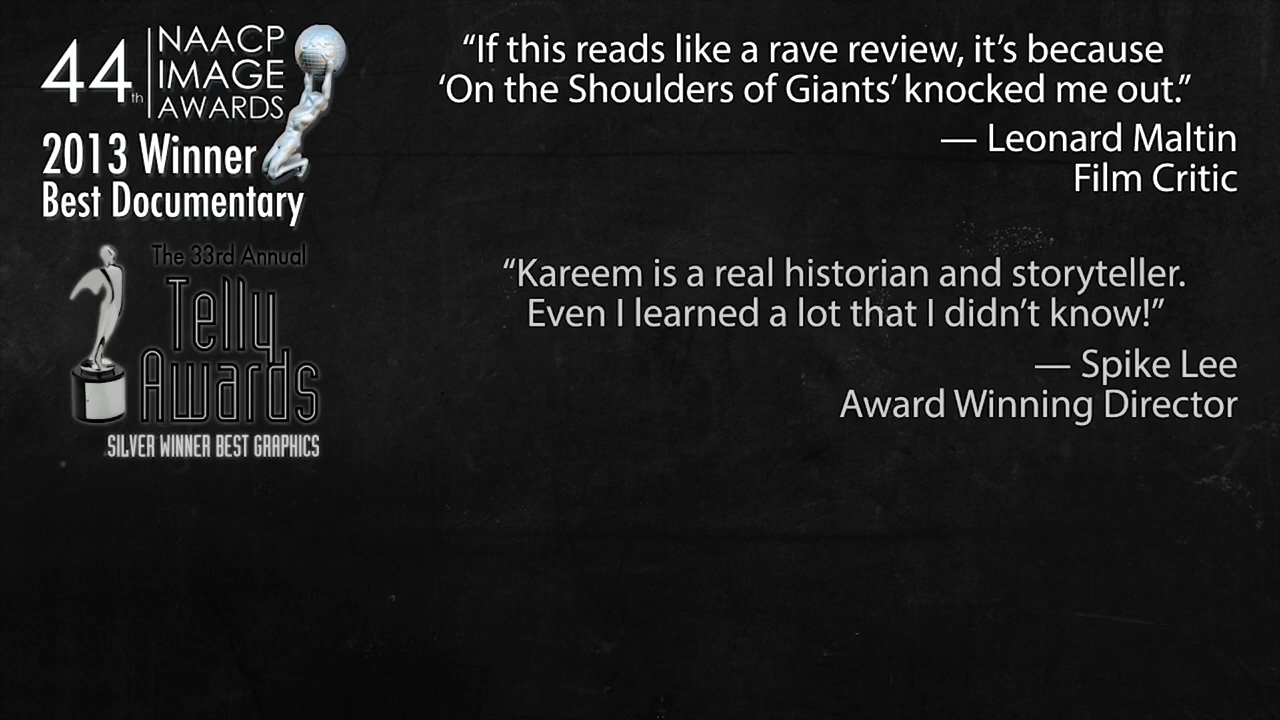 44th
NAACP
IMAGE
AWARDS
2013 Winner
Best Documentary
The 33rd Annual
Telly
Awards
SILVER WINNER BEST GRAPHICS
“If this reads like a rave review, it’s because
‘On the Shoulders of Giants’ knocked me out.”
— Leonard Maltin
Film Critic
“Kareem is a real historian and storyteller.
Even I learned a lot that I didn’t know!”
— Spike Lee
Award Winning Director